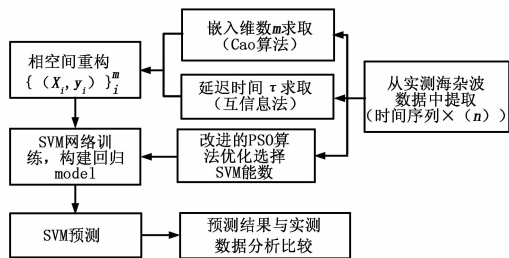 嵌入维数m求取
(Cao算法)
相空间重构
{ (Xi,yi) }i^m
延迟时间 τ求取
(互信息法)
从实测海杂波
数据中提取
(时间序列×(n))
SVM网络训
练，构建回归
model
改进的PSO算
法优化选择
SVM能数
SVM预测
预测结果与实测
数据分析比较